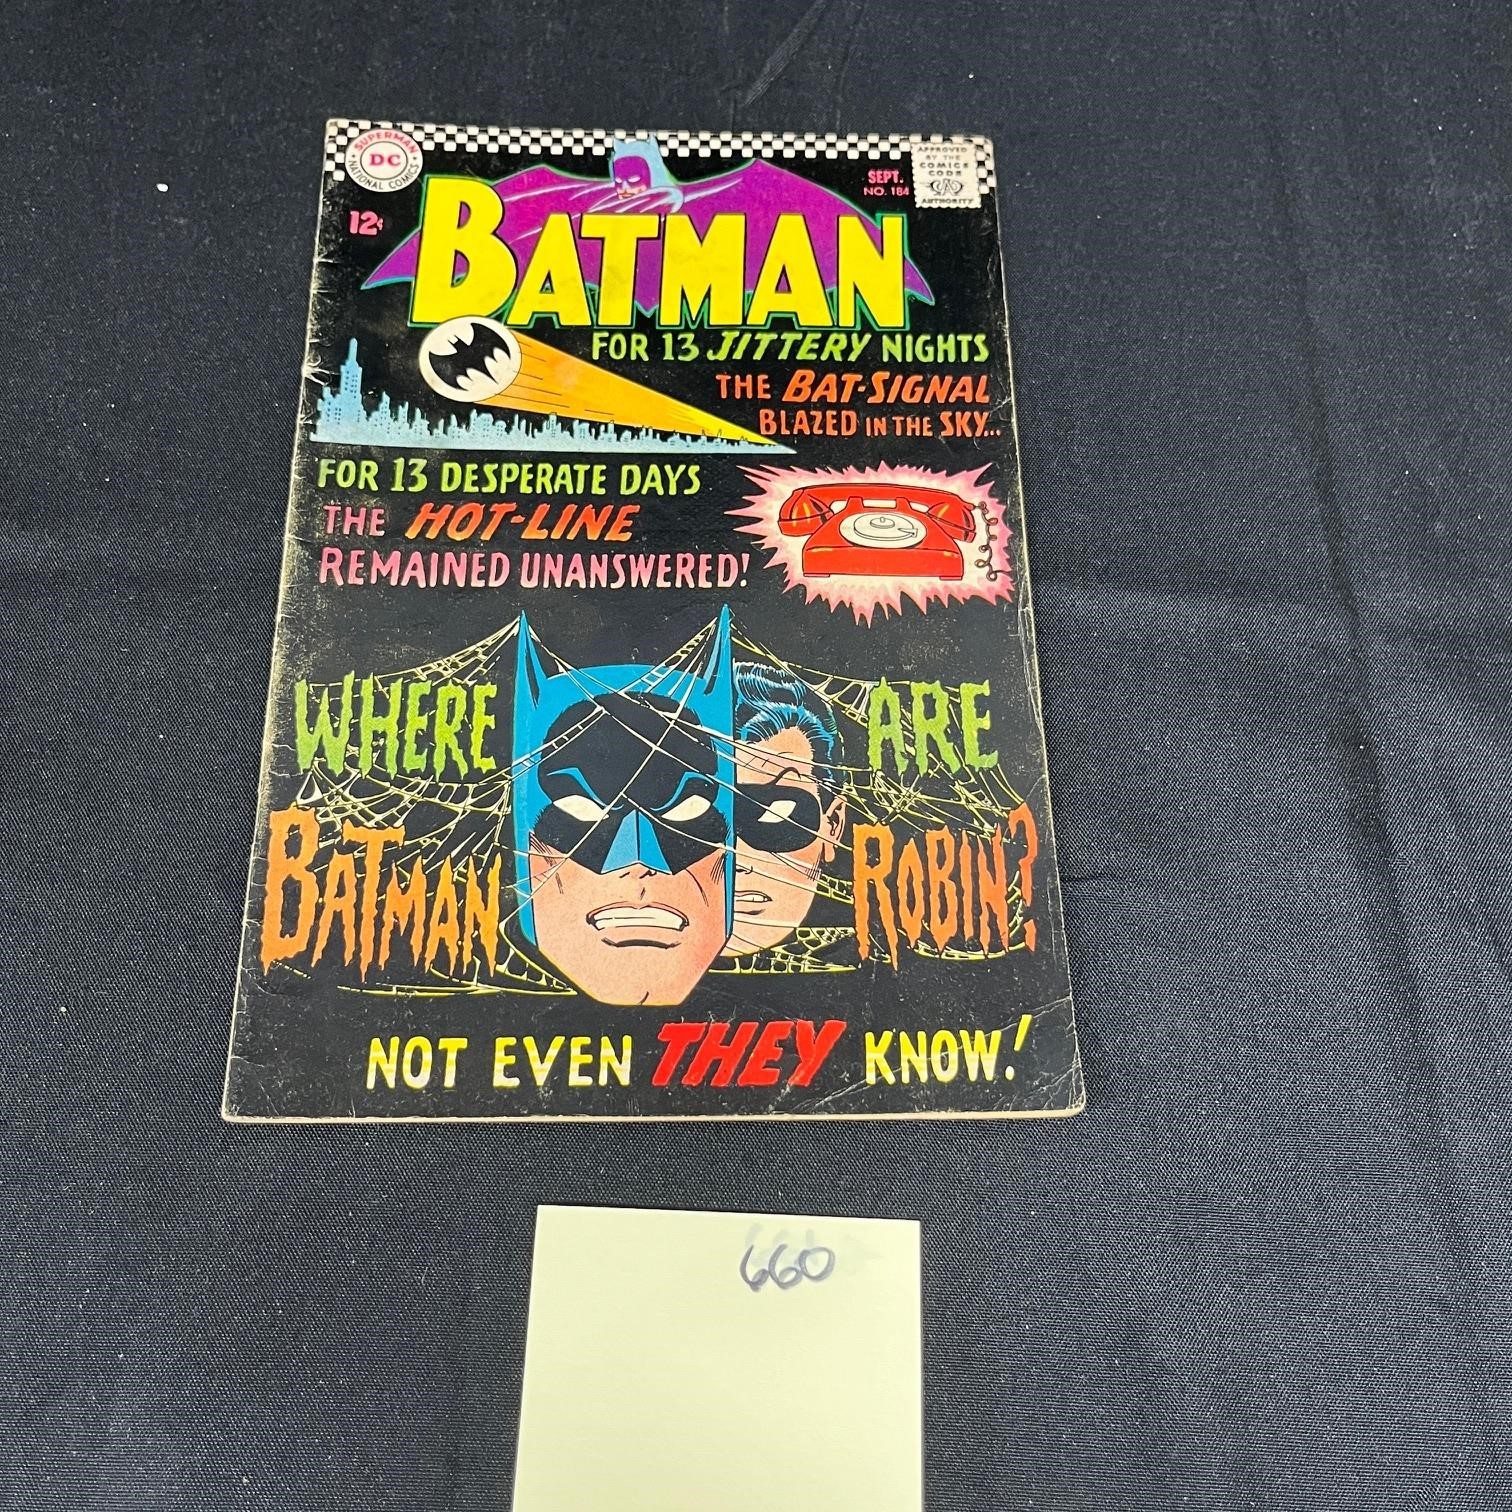 SUPERMAN
DC
NATIONAL COMICS
12¢
BATMAN
SEPT.
NO. 184
APPROVED
BY THE
COMICS
CODE
CA
AUTHORITY
FOR 13 JITTERY NIGHTS
THE BAT-SIGNAL
BLAZED IN THE SKY...
FOR 13 DESPERATE DAYS
THE HOT-LINE
REMAINED UNANSWERED!
WHERE ARE
BATMAN ROBIN?
NOT EVEN THEY KNOW!
660